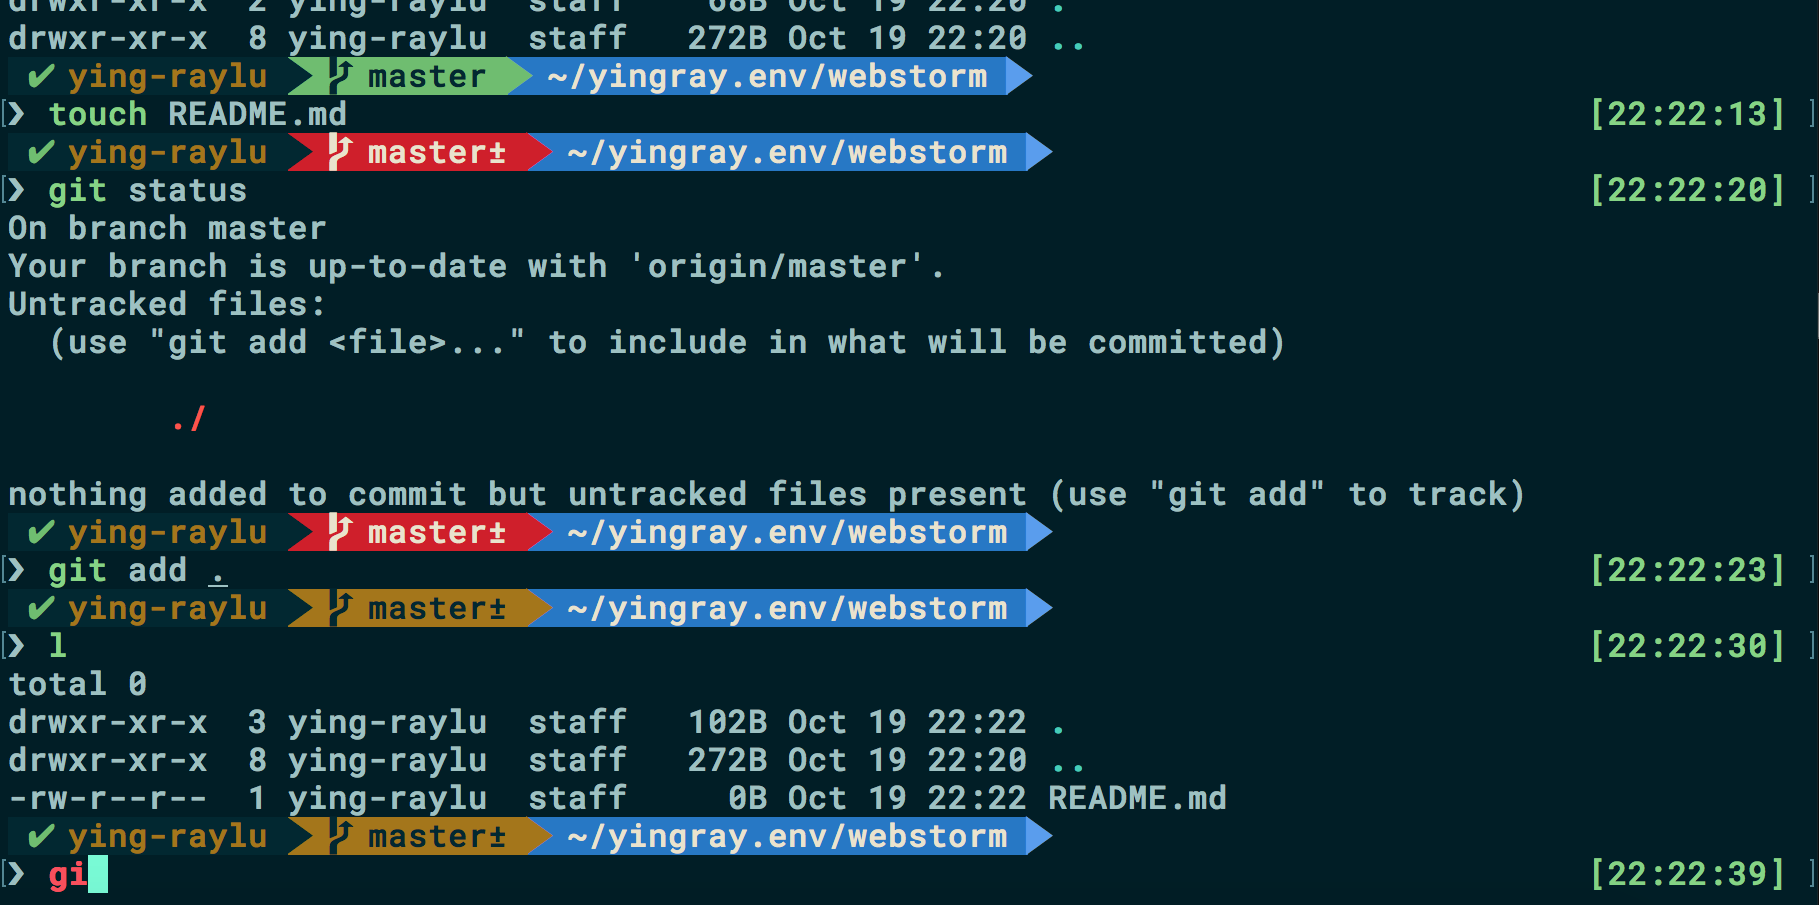 drwxr-xr-x  2 ying-raylu  staff    68B Oct 19 22:20 .
drwxr-xr-x  8 ying-raylu  staff   272B Oct 19 22:20 ..
✔ ying-raylu master ~/yingray.env/webstorm
❯ touch README.md [22:22:13]
✔ ying-raylu master± ~/yingray.env/webstorm
❯ git status [22:22:20]
On branch master
Your branch is up-to-date with 'origin/master'.
Untracked files:
  (use "git add <file>..." to include in what will be committed)
        ./
nothing added to commit but untracked files present (use "git add" to track)
✔ ying-raylu master± ~/yingray.env/webstorm
❯ git add . [22:22:23]
✔ ying-raylu master± ~/yingray.env/webstorm
❯ l [22:22:30]
total 0
drwxr-xr-x  3 ying-raylu  staff   102B Oct 19 22:22 .
drwxr-xr-x  8 ying-raylu  staff   272B Oct 19 22:20 ..
-rw-r--r--  1 ying-raylu  staff     0B Oct 19 22:22 README.md
✔ ying-raylu master± ~/yingray.env/webstorm
❯ gi [22:22:39]